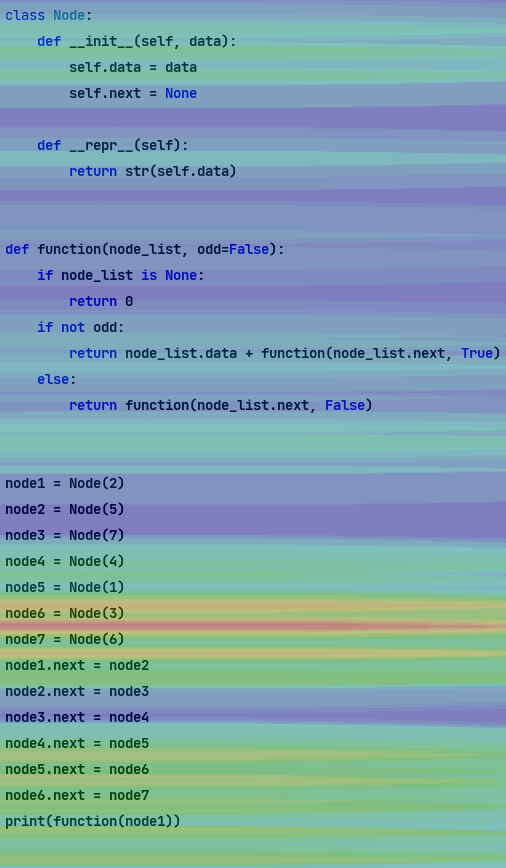 class Node:
    def __init__(self, data):
        self.data = data
        self.next = None
    def __repr__(self):
        return str(self.data)
def function(node_list, odd=False):
    if node_list is None:
        return 0
    if not odd:
        return node_list.data + function(node_list.next, True)
    else:
        return function(node_list.next, False)
node1 = Node(2)
node2 = Node(5)
node3 = Node(7)
node4 = Node(4)
node5 = Node(1)
node6 = Node(3)
node7 = Node(6)
node1.next = node2
node2.next = node3
node3.next = node4
node4.next = node5
node5.next = node6
node6.next = node7
print(function(node1))